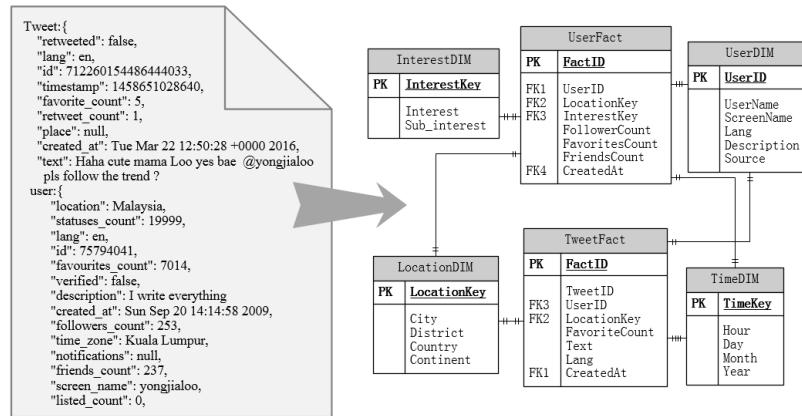 Tweet:{
"retweeted": false,
"lang": en,
"id": 712260154486444033,
"timestamp": 1458651028640,
"favorite_count": 5,
"retweet_count": 1,
"place": null,
"created_at": Tue Mar 22 12:50:28 +0000 2016,
"text": Haha cute mama Loo yes bae @yongjialoo
pls follow the trend ?
user:{
"location": Malaysia,
"statuses_count": 19999,
"lang": en,
"id": 75794041,
"favourites_count": 7014,
"verified": false,
"description": I write everything
"created_at": Sun Sep 20 14:14:58 2009,
"followers_count": 253,
"time_zone": Kuala Lumpur,
"notifications": null,
"friends_count": 237,
"screen_name": yongjialoo,
"listed_count": 0,
InterestDIM
PK InterestKey
Interest
Sub_interest
UserFact
PK FactID
FK1 UserID
FK2 LocationKey
FK3 InterestKey
FollowerCount
FavoritesCount
FriendsCount
FK4 CreatedAt
UserDIM
PK UserID
UserName
ScreenName
Lang
Description
Source
LocationDIM
PK LocationKey
City
District
Country
Continent
TweetFact
PK FactID
TweetID
FK3 UserID
FK2 LocationKey
FavoriteCount
Text
Lang
FK1 CreatedAt
TimeDIM
PK TimeKey
Hour
Day
Month
Year